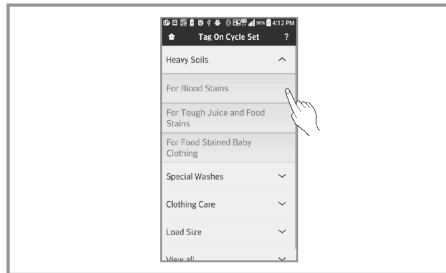 96% 4:12 PM
Tag On Cycle Set ?
Heavy Soils
For Blood Stains
For Tough Juice and Food
Stains
For Food Stained Baby
Clothing
Special Washes
Clothing Care
Load Size
View all